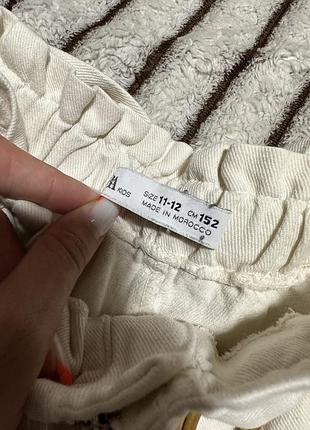 A
KIDS
SIZE 11-12 CM 152
MADE IN MOROCCO